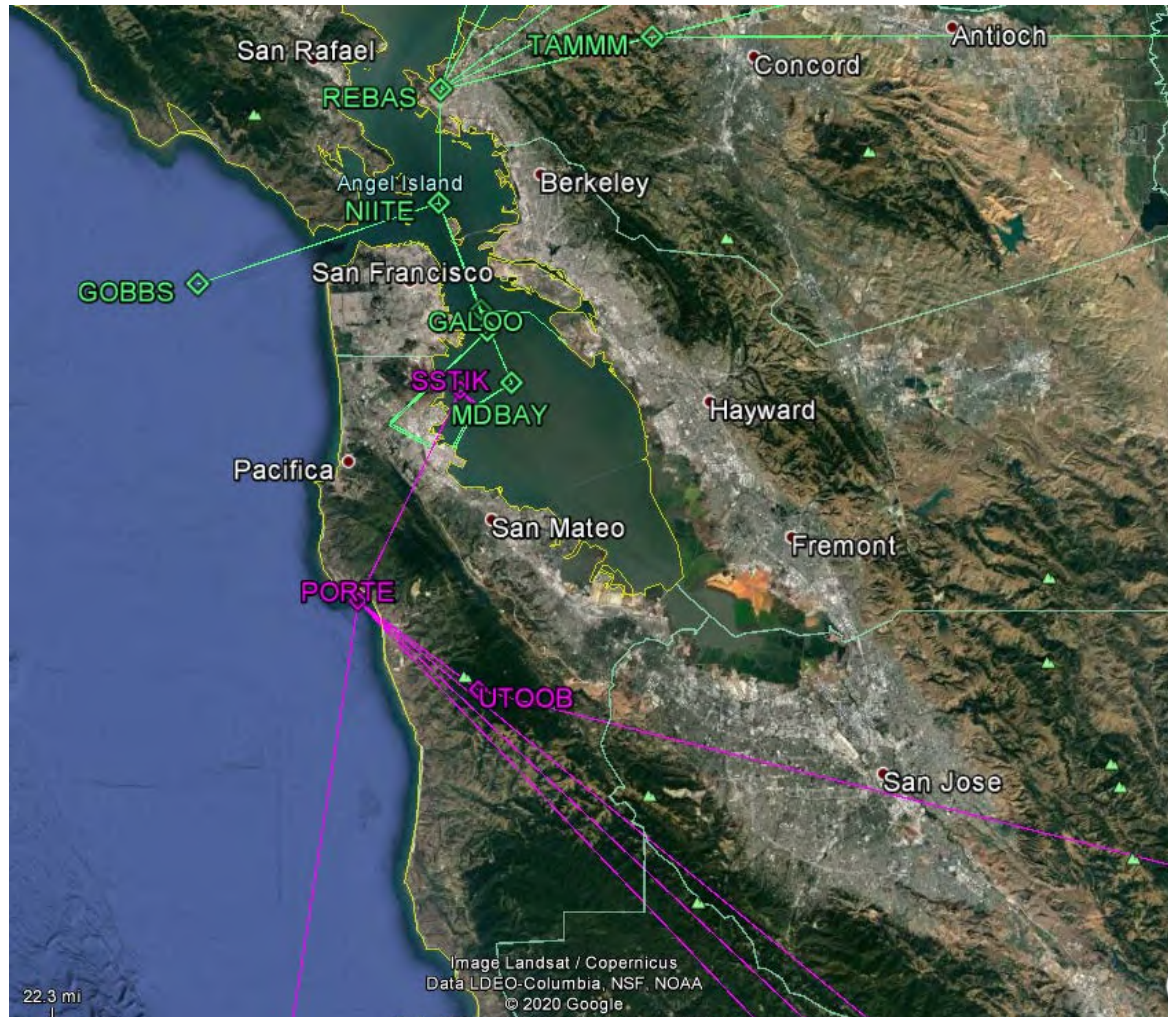 San Rafael
TAMMM
Antioch
Concord
REBAS
Angel Island
NIITE
Berkeley
San Francisco
GOBBS
GALOO
SSTIK
MDBAY
Hayward
Pacifica
San Mateo
Fremont
PORTE
UTOOB
San Jose
Image Landsat / Copernicus
Data LDEO-Columbia, NSF, NOAA
© 2020 Google
22.3 mi